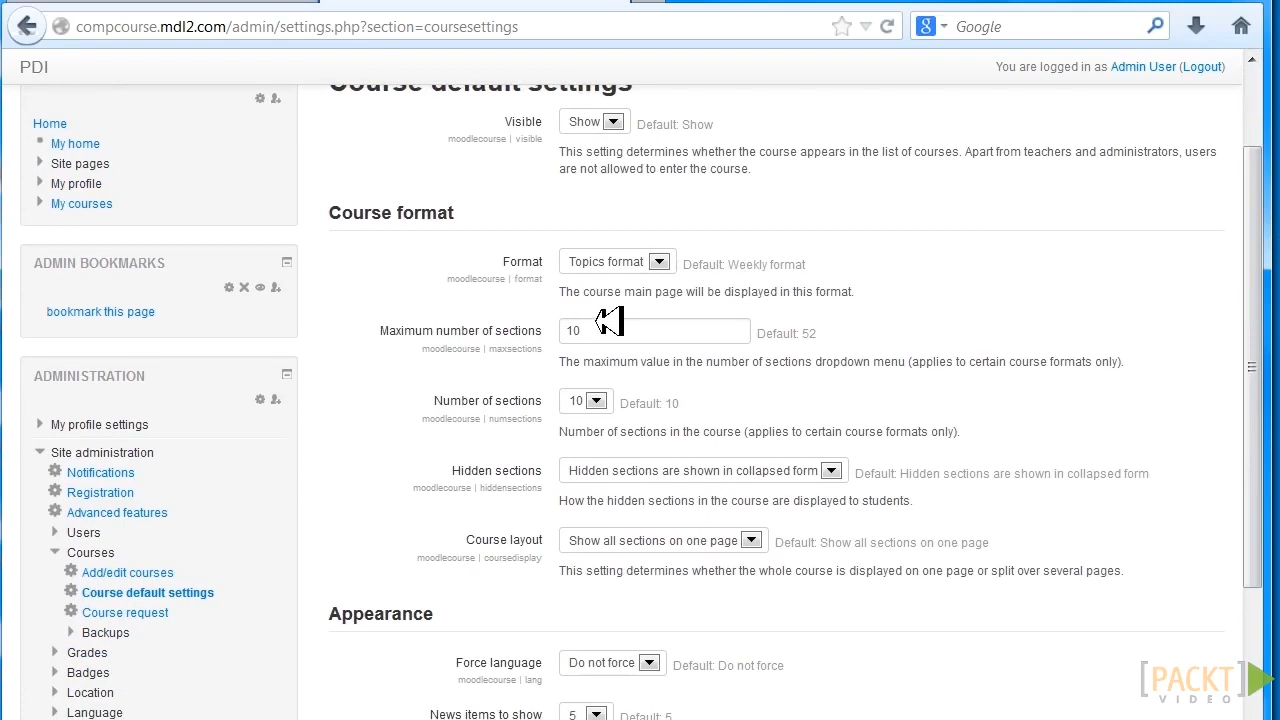 compcourse.mdl2.com/admin/settings.php?section=coursesettings
Google
PDI
You are logged in as Admin User (Logout)
Course default settings
Home
My home
Site pages
My profile
My courses
ADMIN BOOKMARKS
bookmark this page
ADMINISTRATION
My profile settings
Site administration
Notifications
Registration
Advanced features
Users
Courses
Add/edit courses
Course default settings
Course request
Backups
Grades
Badges
Location
Language
Visible
moodlecourse | visible
Show
Default: Show
This setting determines whether the course appears in the list of courses. Apart from teachers and administrators, users
are not allowed to enter the course.
Course format
Format
moodlecourse | format
Topics format
Default: Weekly format
The course main page will be displayed in this format.
Maximum number of sections
moodlecourse | maxsections
10
Default: 52
The maximum value in the number of sections dropdown menu (applies to certain course formats only).
Number of sections
moodlecourse | numsections
10
Default: 10
Number of sections in the course (applies to certain course formats only).
Hidden sections
moodlecourse | hiddensections
Hidden sections are shown in collapsed form
Default: Hidden sections are shown in collapsed form
How the hidden sections in the course are displayed to students.
Course layout
moodlecourse | coursedisplay
Show all sections on one page
Default: Show all sections on one page
This setting determines whether the whole course is displayed on one page or split over several pages.
Appearance
Force language
moodlecourse | lang
Do not force
Default: Do not force
News items to show
5
Default: 5
[PACKT]
VIDEO